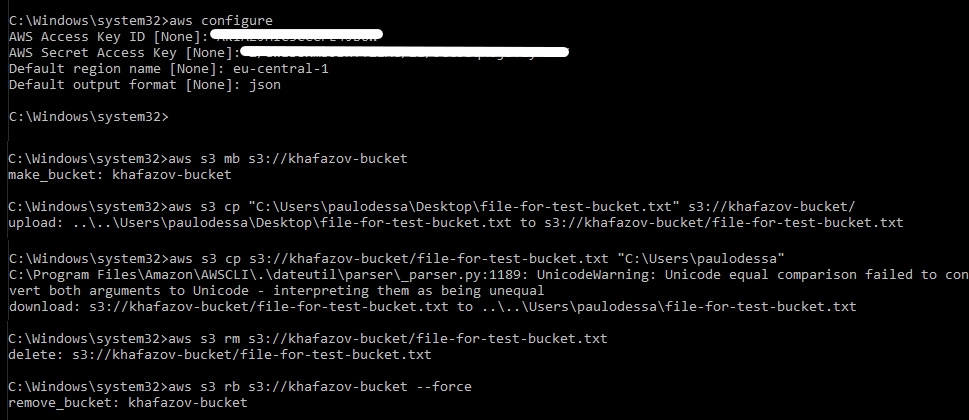 C:\Windows\system32>aws configure
AWS Access Key ID [None]:
AWS Secret Access Key [None]:
Default region name [None]: eu-central-1
Default output format [None]: json
C:\Windows\system32>
C:\Windows\system32>aws s3 mb s3://khafazov-bucket
make_bucket: khafazov-bucket
C:\Windows\system32>aws s3 cp "C:\Users\paulodessa\Desktop\file-for-test-bucket.txt" s3://khafazov-bucket/
upload: ..\..\Users\paulodessa\Desktop\file-for-test-bucket.txt to s3://khafazov-bucket/file-for-test-bucket.txt
C:\Windows\system32>aws s3 cp s3://khafazov-bucket/file-for-test-bucket.txt "C:\Users\paulodessa"
C:\Program Files\Amazon\AWSCLI\.\dateutil\parser\_parser.py:1189: UnicodeWarning: Unicode equal comparison failed to con
vert both arguments to Unicode - interpreting them as being unequal
download: s3://khafazov-bucket/file-for-test-bucket.txt to ..\..\Users\paulodessa\file-for-test-bucket.txt
C:\Windows\system32>aws s3 rm s3://khafazov-bucket/file-for-test-bucket.txt
delete: s3://khafazov-bucket/file-for-test-bucket.txt
C:\Windows\system32>aws s3 rb s3://khafazov-bucket --force
remove_bucket: khafazov-bucket